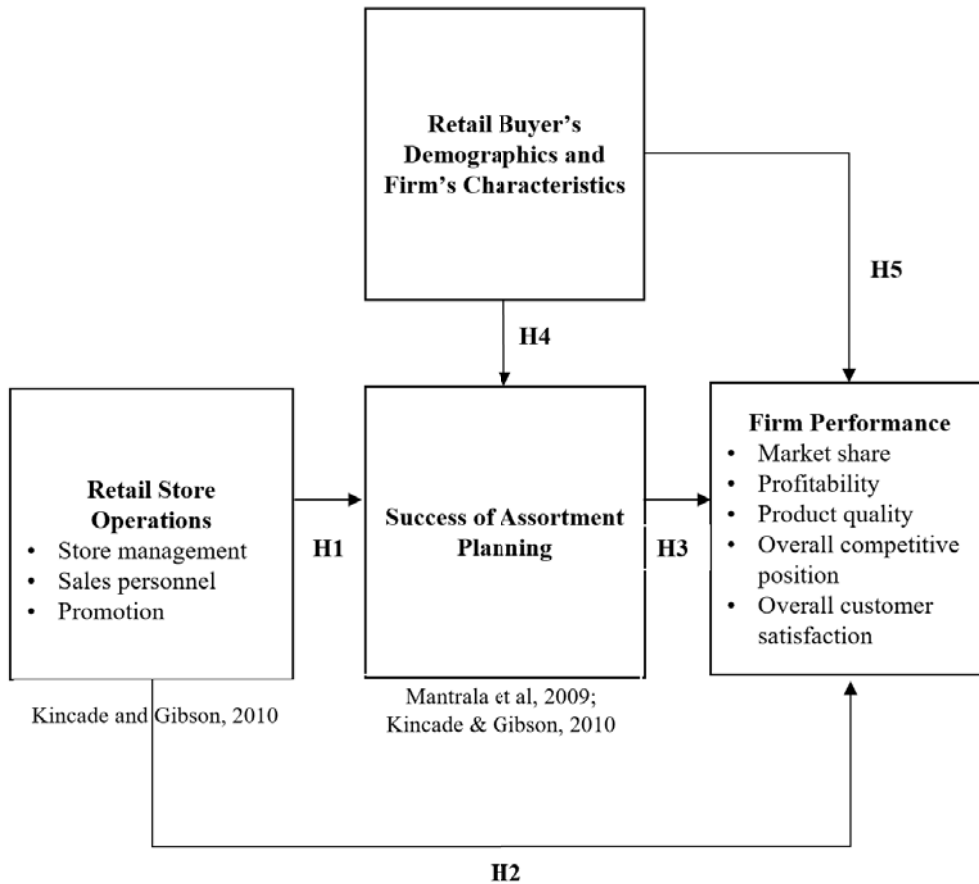 Retail Buyer’s
Demographics and
Firm’s Characteristics
H5
H4
Retail Store
Operations
• Store management
• Sales personnel
• Promotion
H1
Success of Assortment
Planning
H3
Firm Performance
• Market share
• Profitability
• Product quality
• Overall competitive
position
• Overall customer
satisfaction
Kincade and Gibson, 2010
Mantrala et al, 2009;
Kincade & Gibson, 2010
H2